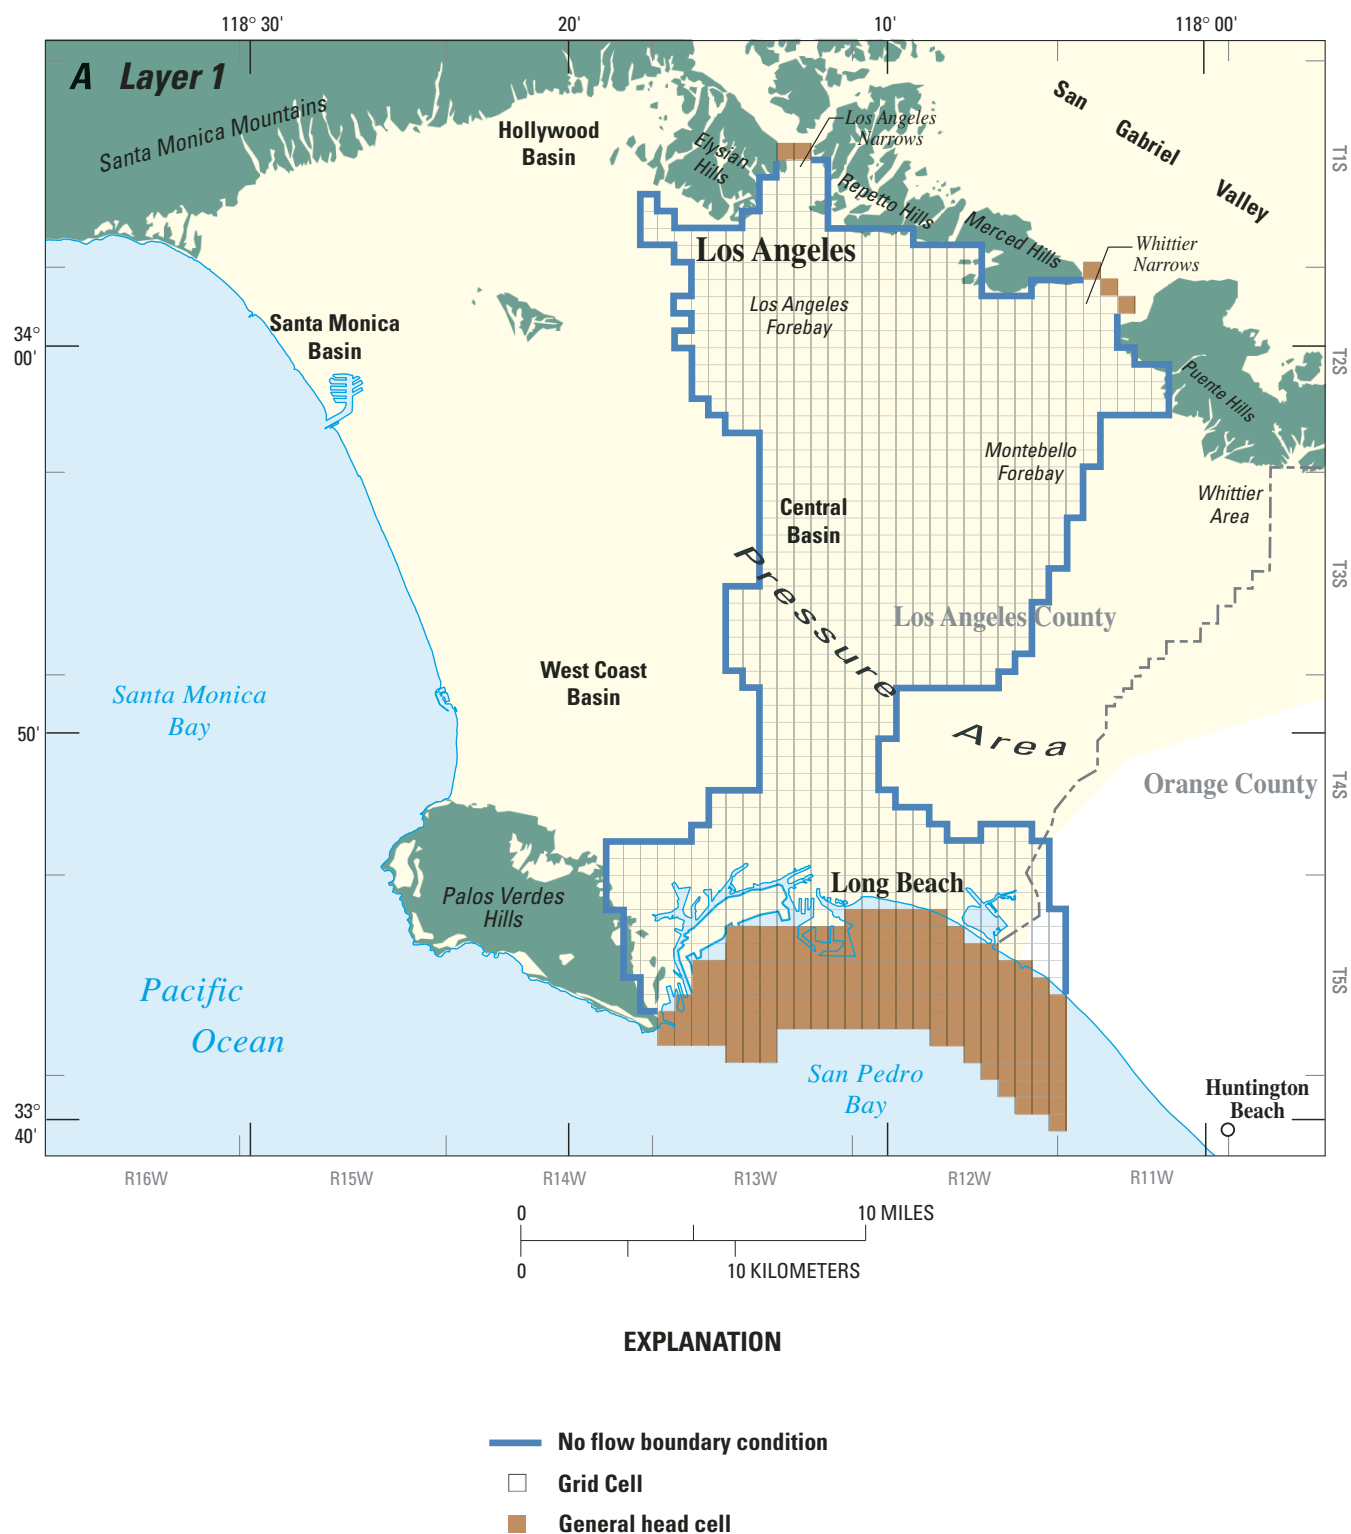 118° 30'
20'
10'
118° 00'
A Layer 1
Santa Monica Mountains
Hollywood
Basin
Elysian
Hills
Los Angeles
Narrows
San
Gabriel
Valley
T1S
Repetto Hills
Merced Hills
Whittier
Narrows
Los Angeles
Los Angeles
Forebay
Santa Monica
Basin
34°
00'
T2S
Puente Hills
Montebello
Forebay
Whittier
Area
Central
Basin
Pressure
Area
T3S
Los Angeles County
West Coast
Basin
Santa Monica
Bay
50'
Orange County
T4S
Long Beach
Palos Verdes
Hills
T5S
Pacific
Ocean
San Pedro
Bay
Huntington
Beach
33°
40'
R16W
R15W
R14W
R13W
R12W
R11W
0
10 MILES
0
10 KILOMETERS
EXPLANATION
No flow boundary condition
Grid Cell
General head cell